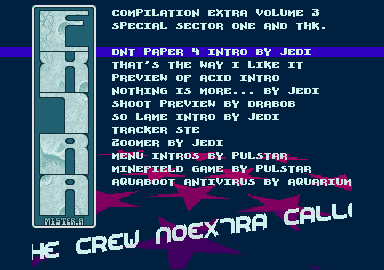 EXTRA
MISTER.A
COMPILATION EXTRA VOLUME 3
SPECIAL SECTOR ONE AND THK.
DNT PAPER 4 INTRO BY JEDI
THAT'S THE WAY I LIKE IT
PREVIEW OF ACID INTRO
NOTHING IS MORE... BY JEDI
SHOOT PREVIEW BY DRABOB
SO LAME INTRO BY JEDI
TRACKER STE
ZOOMER BY JEDI
MENU INTROS BY PULSTAR
MINEFIELD GAME BY PULSTAR
AQUABOOT ANTIVIRUS BY AQUARIUM
HE CREW NOEXTRA CALL